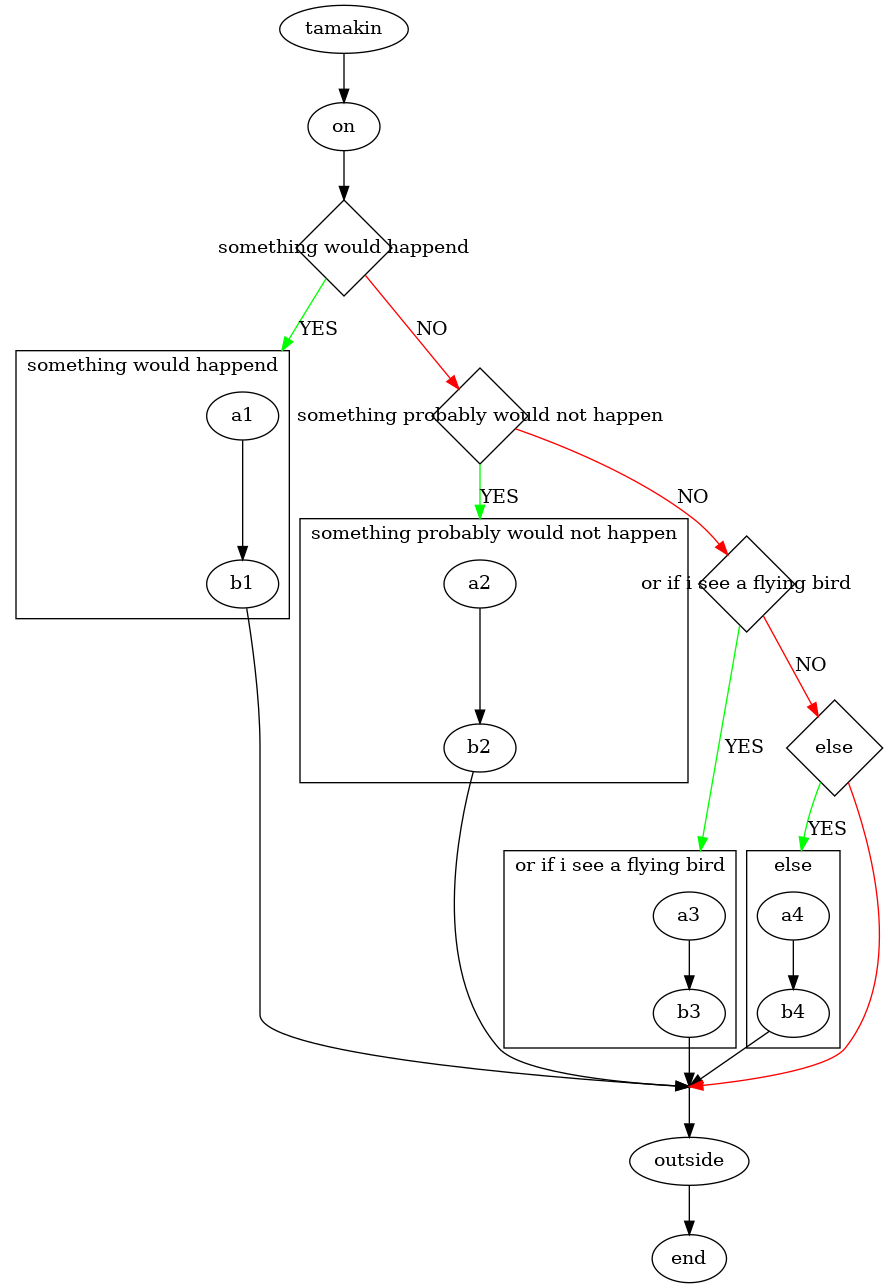 tamakin
on
something would happend
YES
NO
something would happend
a1
something probably would not happen
YES
NO
something probably would not happen
b1
a2
or if i see a flying bird
NO
b2
YES
else
YES
or if i see a flying bird
else
a3
a4
b3
b4
outside
end